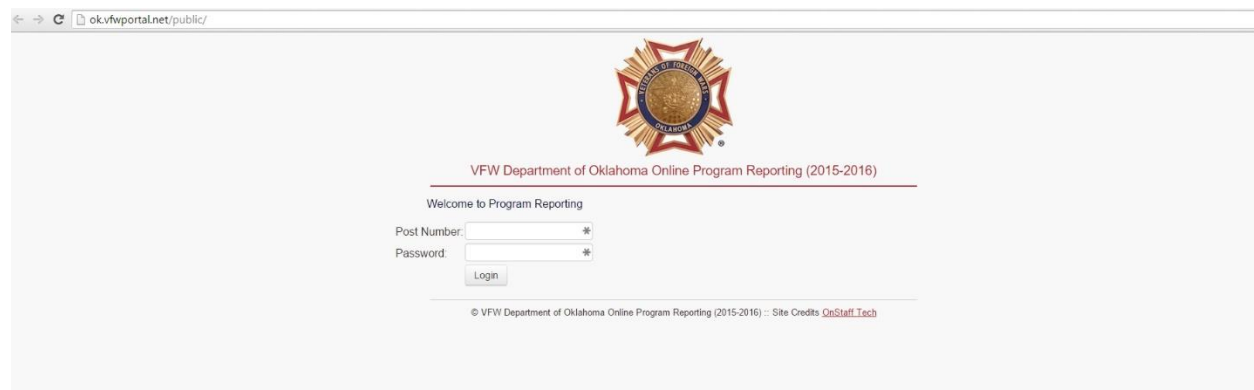 ok.vfwportal.net/public/
VETERANS OF FOREIGN WARS
OKLAHOMA
®
VFW Department of Oklahoma Online Program Reporting (2015-2016)
Welcome to Program Reporting
Post Number:
Password:
Login
© VFW Department of Oklahoma Online Program Reporting (2015-2016) :: Site Credits OnStaff Tech